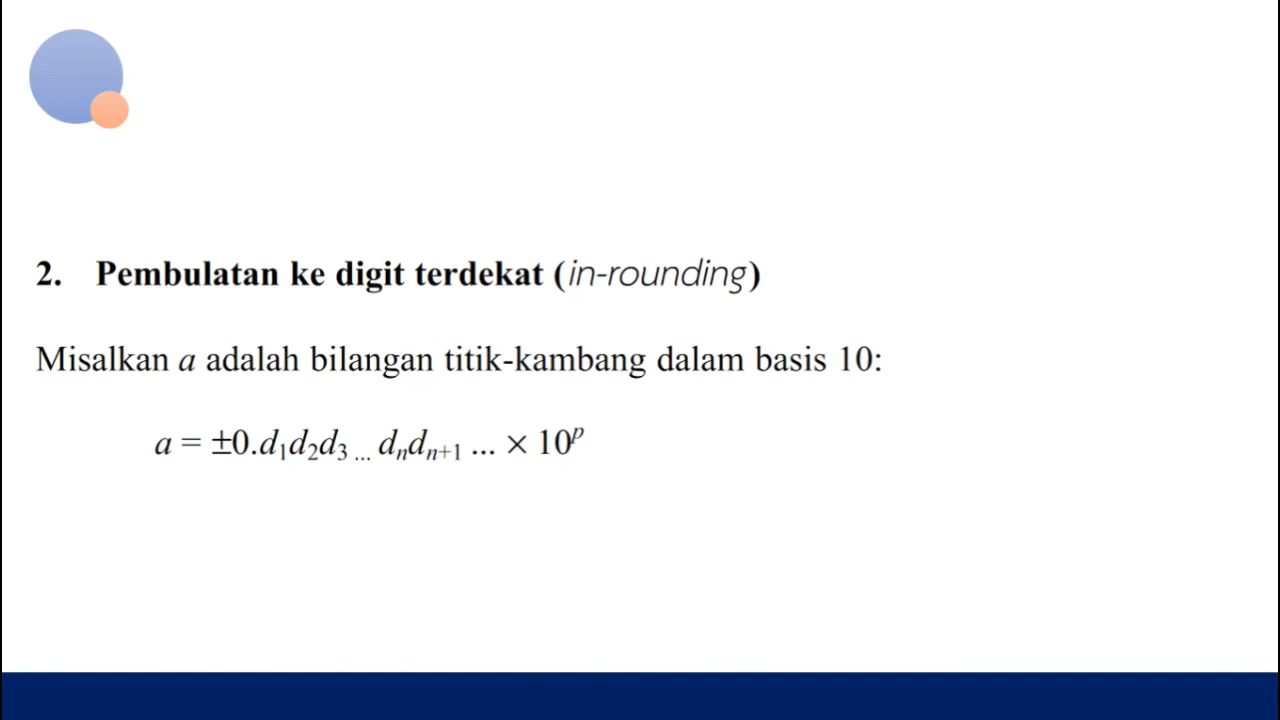 2. Pembulatan ke digit terdekat (in-rounding)
Misalkan a adalah bilangan titik-kambang dalam basis 10:
a = ±0.d₁d₂d₃ ... dₙdₙ₊₁ ... × 10ᵖ